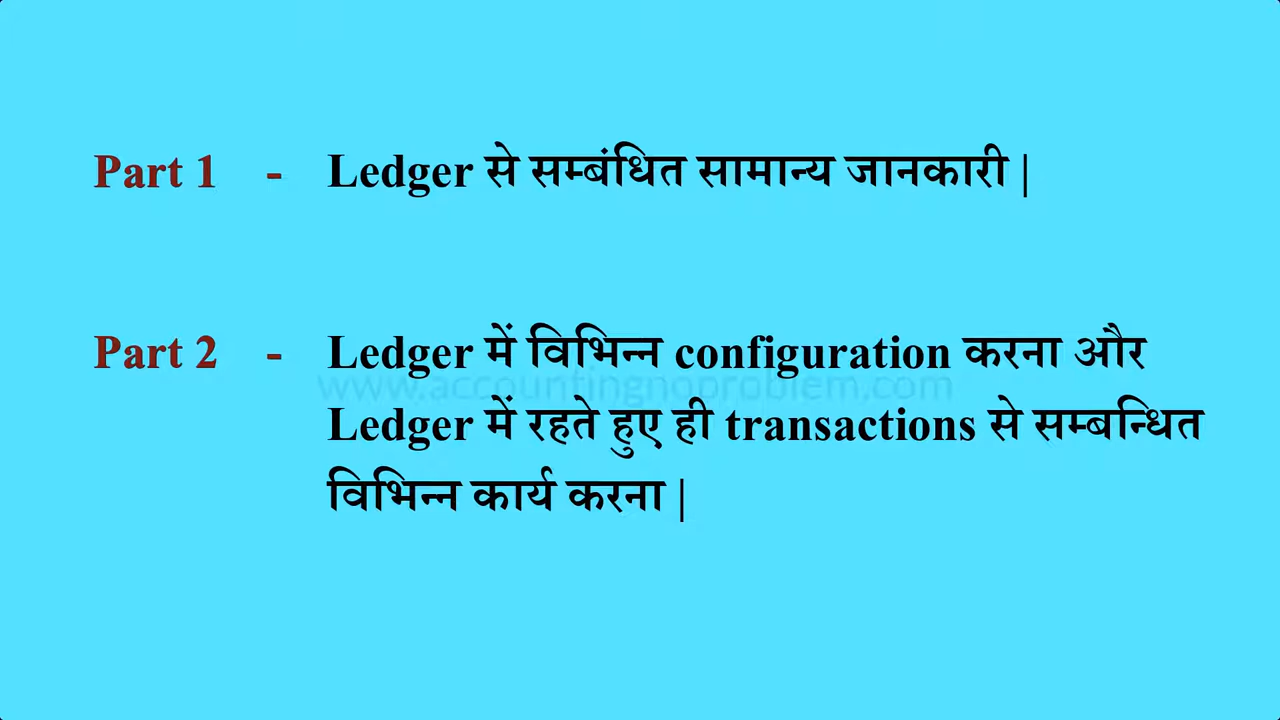 Part 1 - Ledger से सम्बंधित सामान्य जानकारी |
Part 2 - Ledger में विभिन्न configuration करना और
www.accountingnoproblem.com
Ledger में रहते हुए ही transactions से सम्बन्धित
विभिन्न कार्य करना |